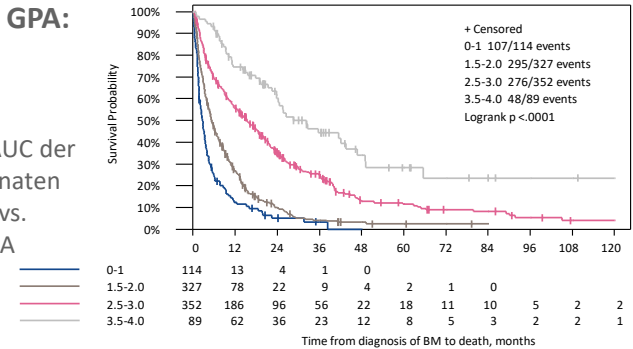 GPA:
AUC der
naten
vs.
A
Survival Probability
100%
90%
80%
70%
60%
50%
40%
30%
20%
10%
0%
+ Censored
0-1 107/114 events
1.5-2.0 295/327 events
2.5-3.0 276/352 events
3.5-4.0 48/89 events
Logrank p <.0001
0 12 24 36 48 60 72 84 96 108 120
0-1 114 13 4 1 0
1.5-2.0 327 78 22 9 4 2 1 0
2.5-3.0 352 186 96 56 22 18 11 10 5 2 2
3.5-4.0 89 62 36 23 12 8 5 3 2 2 1
Time from diagnosis of BM to death, months